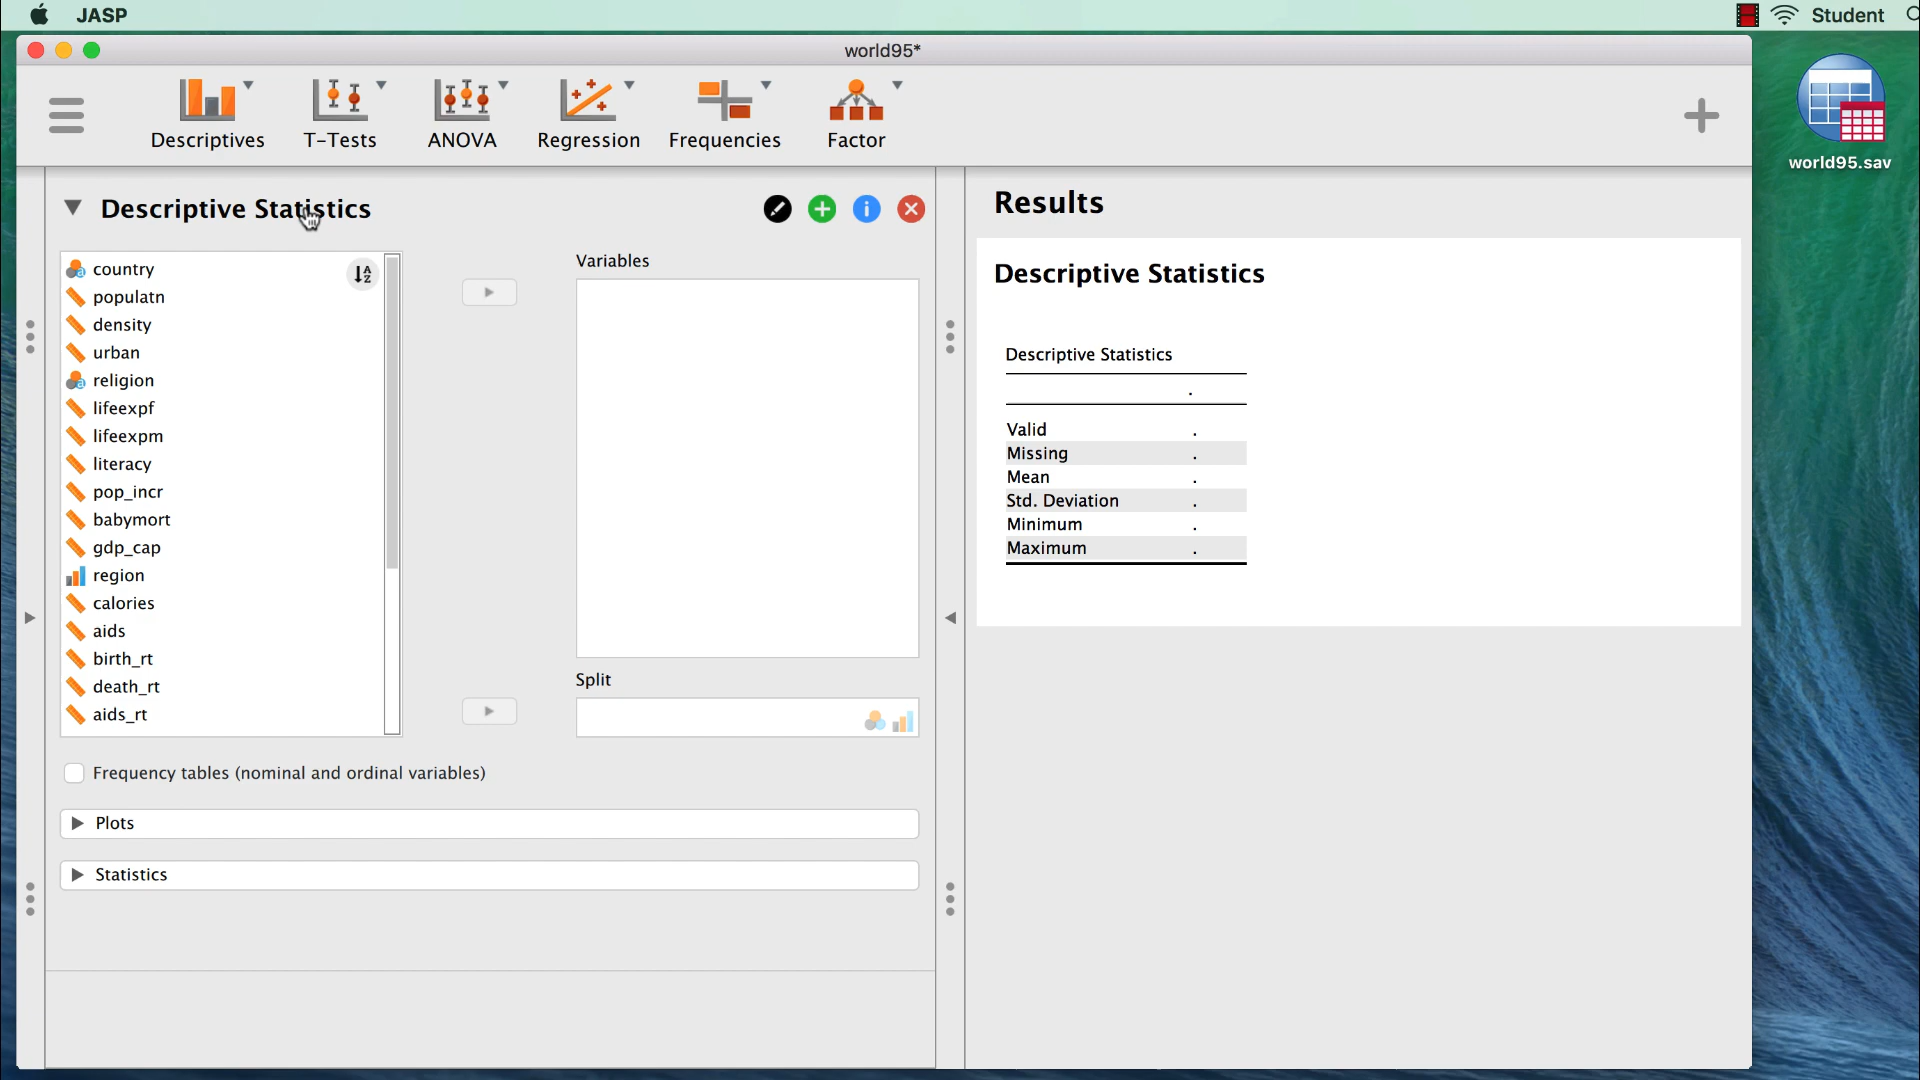 JASP
Student
world95*
Descriptives
T-Tests
ANOVA
Regression
Frequencies
Factor
world95.sav
Descriptive Statistics
country
populatn
density
urban
religion
lifeexpf
lifeexpm
literacy
pop_incr
babymort
gdp_cap
region
calories
aids
birth_rt
death_rt
aids_rt
Variables
Split
Frequency tables (nominal and ordinal variables)
Plots
Statistics
Results
Descriptive Statistics
Descriptive Statistics
.
Valid .
Missing .
Mean .
Std. Deviation .
Minimum .
Maximum .